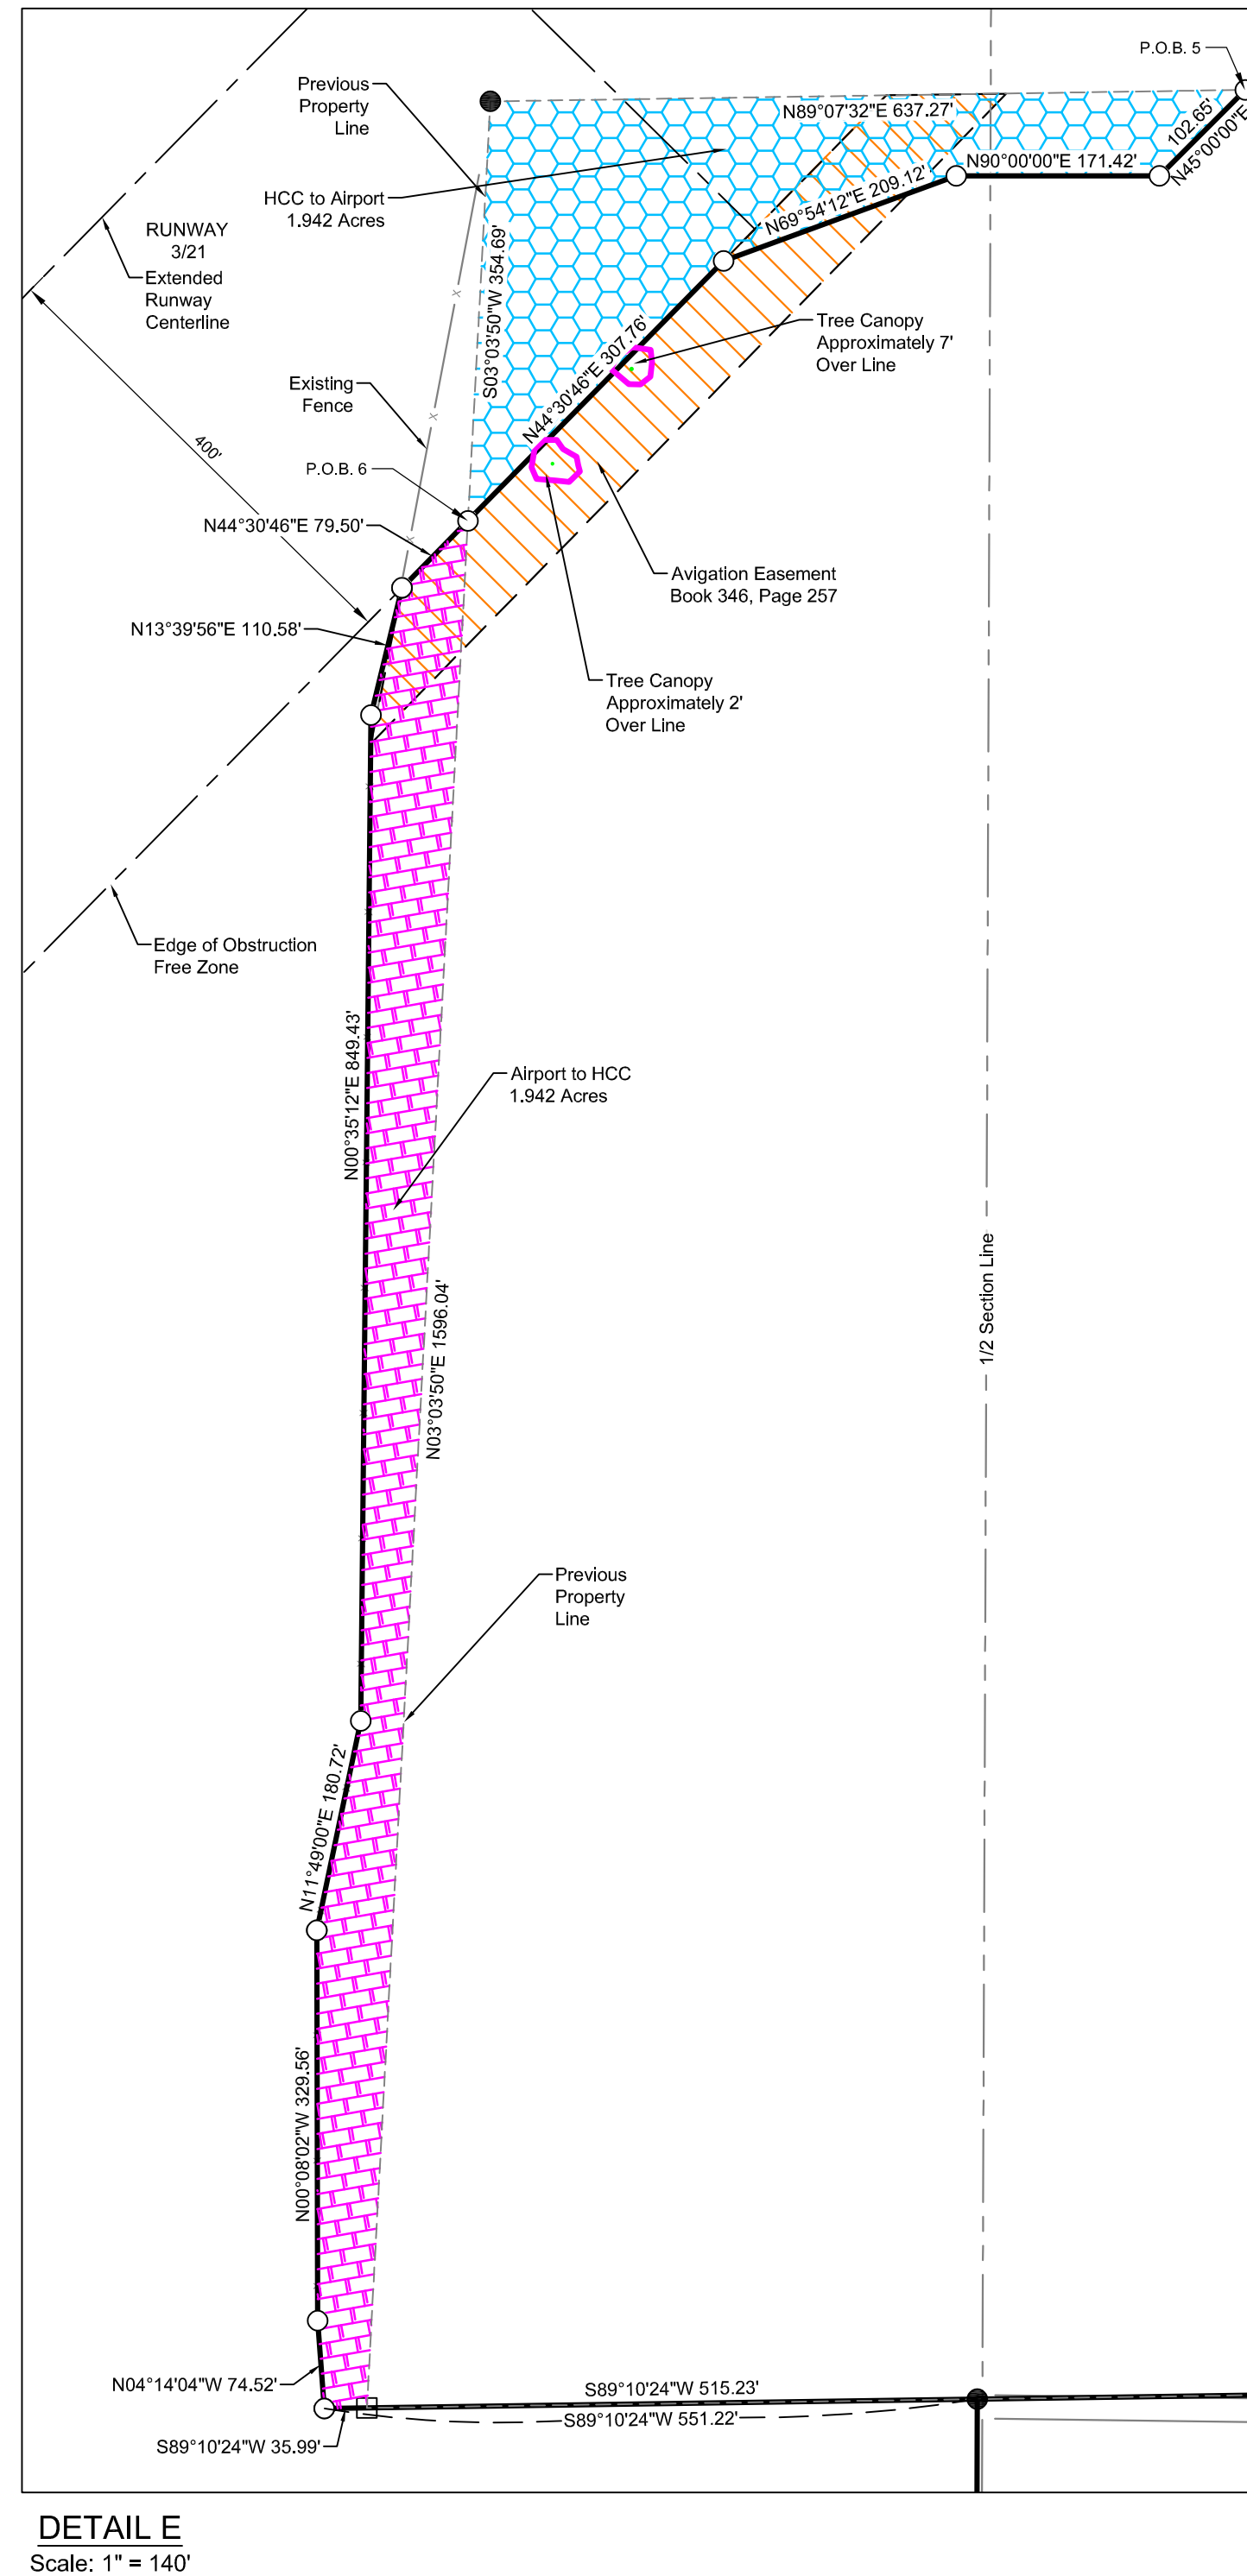 P.O.B. 5
Previous
Property
Line
N89°07'32"E 637.27'
102.65'
N45°00'00"E
N90°00'00"E 171.42'
HCC to Airport
1.942 Acres
N69°54'12"E 209.12'
RUNWAY
3/21
Extended
Runway
Centerline
S03°03'50"W 354.69'
Tree Canopy
Approximately 7'
Over Line
N44°30'46"E 307.76'
Existing
Fence
400'
P.O.B. 6
N44°30'46"E 79.50'
Avigation Easement
Book 346, Page 257
N13°39'56"E 110.58'
Tree Canopy
Approximately 2'
Over Line
Edge of Obstruction
Free Zone
N00°35'12"E 849.43'
Airport to HCC
1.942 Acres
1/2 Section Line
N03°03'50"E 1596.04'
Previous
Property
Line
N11°49'00"E 180.72'
N00°08'02"W 329.56'
N04°14'04"W 74.52'
S89°10'24"W 515.23'
S89°10'24"W 551.22'
S89°10'24"W 35.99'
DETAIL E
Scale: 1" = 140'